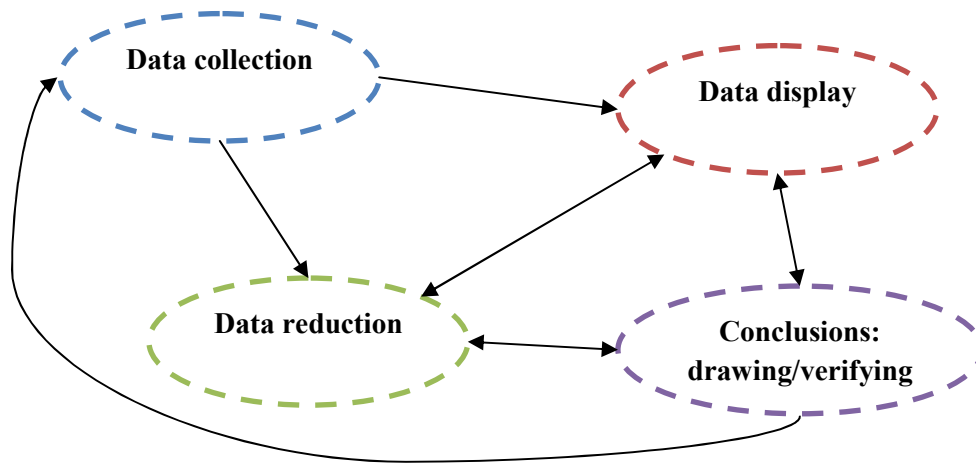 Data collection
Data display
Data reduction
Conclusions:
drawing/verifying